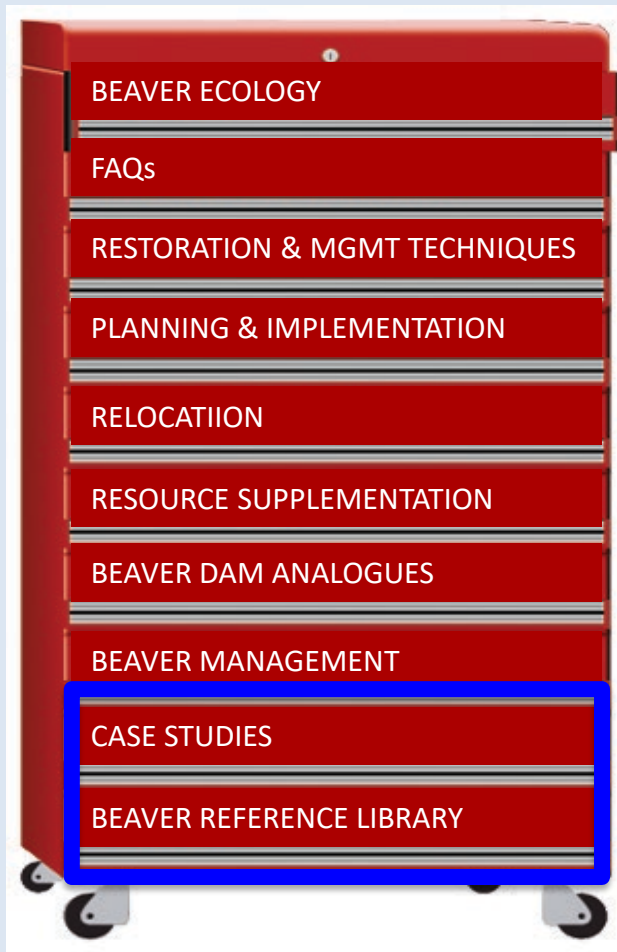 BEAVER ECOLOGY
FAQs
RESTORATION & MGMT TECHNIQUES
PLANNING & IMPLEMENTATION
RELOCATIION
RESOURCE SUPPLEMENTATION
BEAVER DAM ANALOGUES
BEAVER MANAGEMENT
CASE STUDIES
BEAVER REFERENCE LIBRARY